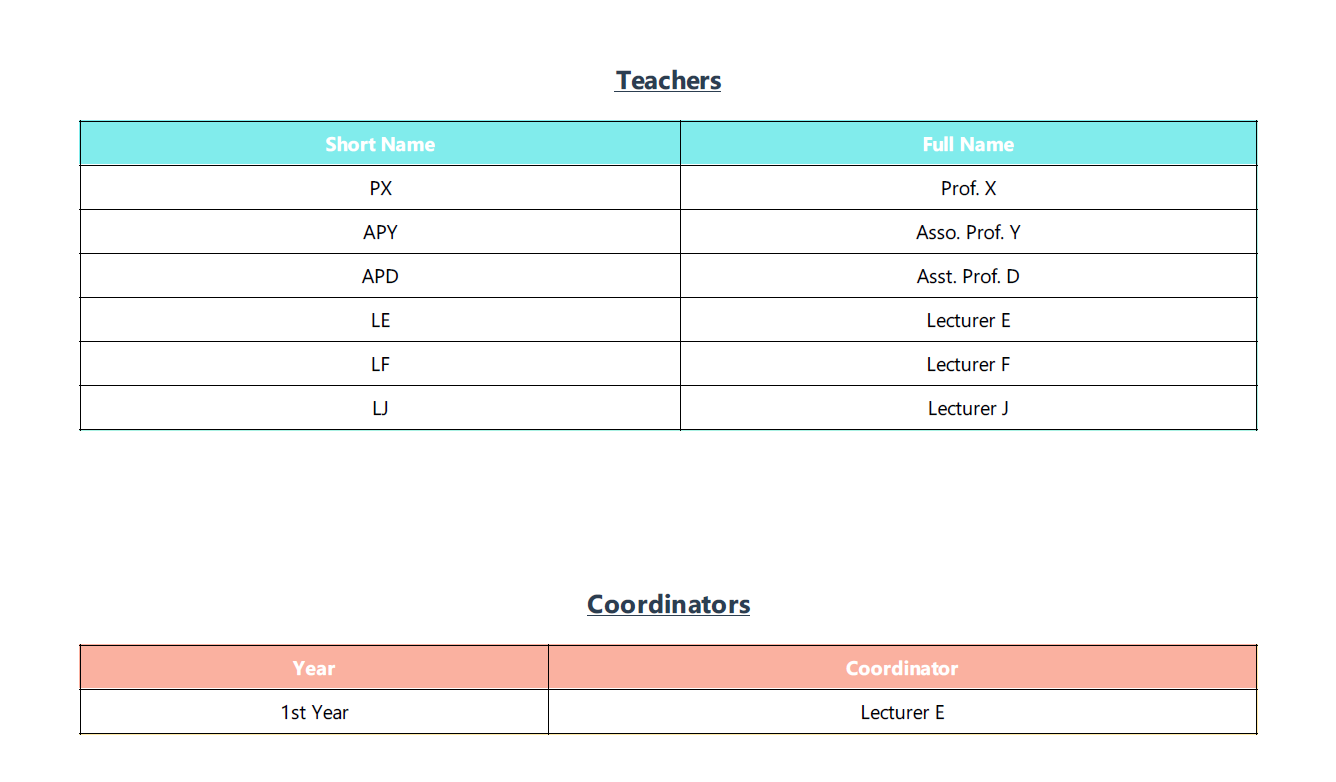 Teachers
Short Name Full Name
PX Prof. X
APY Asso. Prof. Y
APD Asst. Prof. D
LE Lecturer E
LF Lecturer F
LJ Lecturer J
Coordinators
Year Coordinator
1st Year Lecturer E